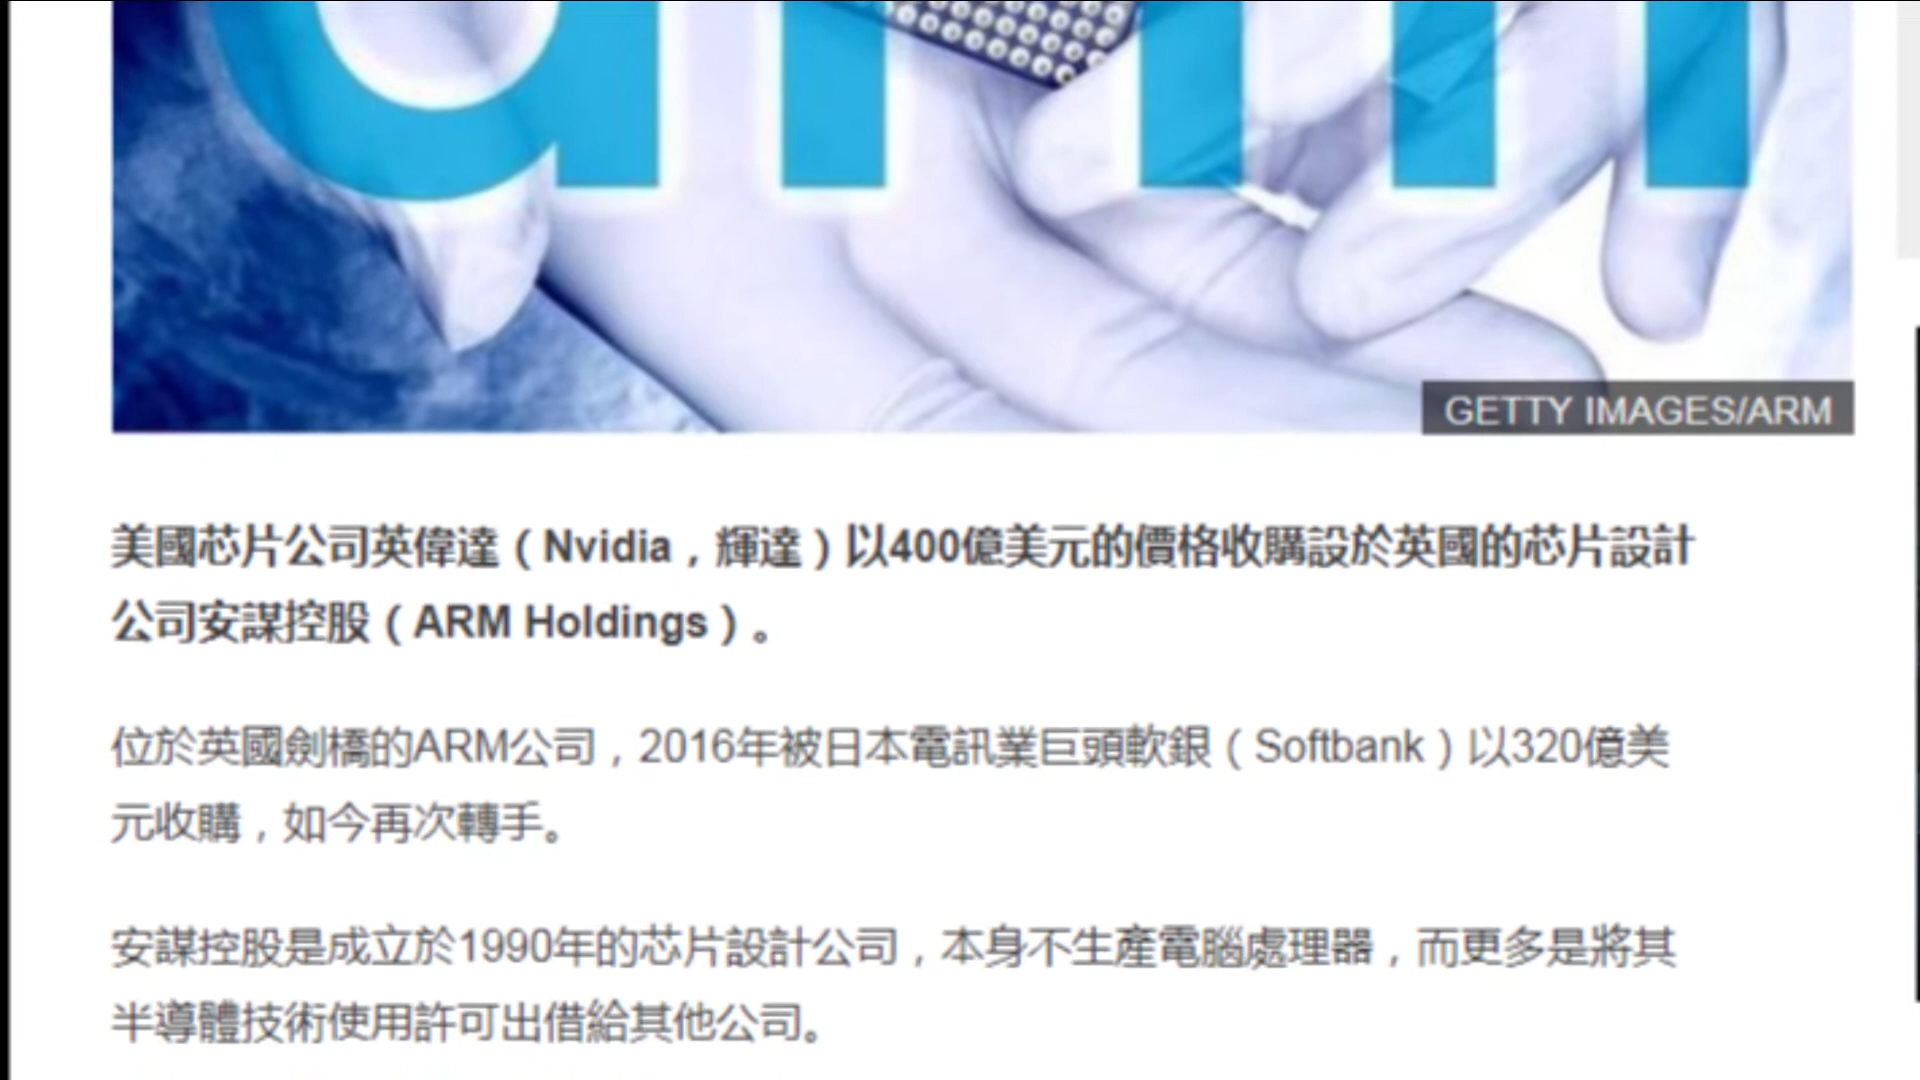 arm
GETTY IMAGES/ARM
美國芯片公司英偉達（Nvidia，輝達）以400億美元的價格收購設於英國的芯片設計
公司安謀控股（ARM Holdings）。
位於英國劍橋的ARM公司，2016年被日本電訊業巨頭軟銀（Softbank）以320億美
元收購，如今再次轉手。
安謀控股是成立於1990年的芯片設計公司，本身不生產電腦處理器，而更多是將其
半導體技術使用許可出借給其他公司。